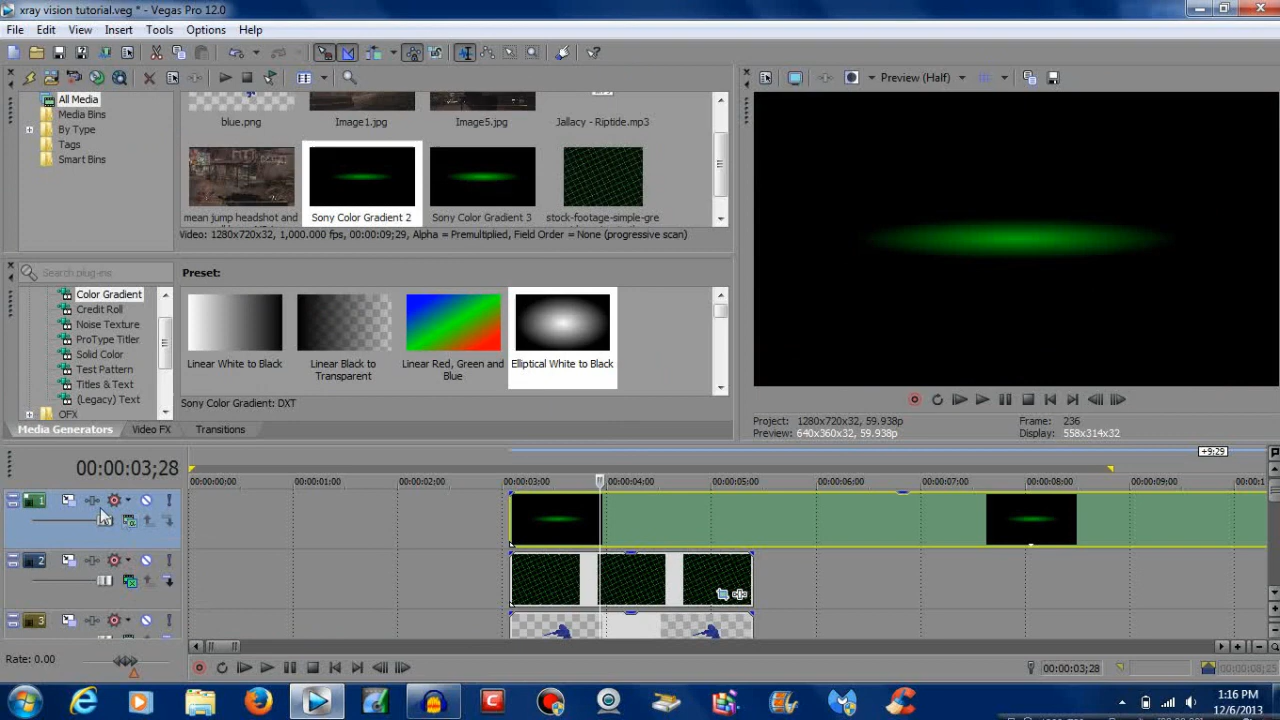 xray vision tutorial.veg * - Vegas Pro 12.0
File Edit View Insert Tools Options Help
Preview (Half)
All Media
Media Bins
By Type
Tags
Smart Bins
blue.png Image1.jpg Image5.jpg Jallacy - Riptide.mp3
mean jump headshot and Sony Color Gradient 2 Sony Color Gradient 3 stock-footage-simple-gre
Video: 1280x720x32, 1,000.000 fps, 00:00:09;29, Alpha = Premultiplied, Field Order = None (progressive scan)
Search plug-ins
Preset:
Color Gradient
Credit Roll
Noise Texture
ProType Titler
Solid Color
Test Pattern
Titles & Text
(Legacy) Text
OFX
Linear White to Black
Linear Black to Transparent
Linear Red, Green and Blue
Elliptical White to Black
Sony Color Gradient: DXT
Media Generators Video FX Transitions
Project: 1280x720x32, 59.938p Frame: 236
Preview: 640x360x32, 59.938p Display: 558x314x32
+9:29
00:00:03;28
00:00:00;00 00:00:01;00 00:00:02;00 00:00:03;00 00:00:04;00 00:00:05;00 00:00:06;00 00:00:07;00 00:00:08;00 00:00:09;00 00:00:1
1
2
3
Rate: 0.00
00:00:03;28
00:00:08;25
1:16 PM
12/6/2013